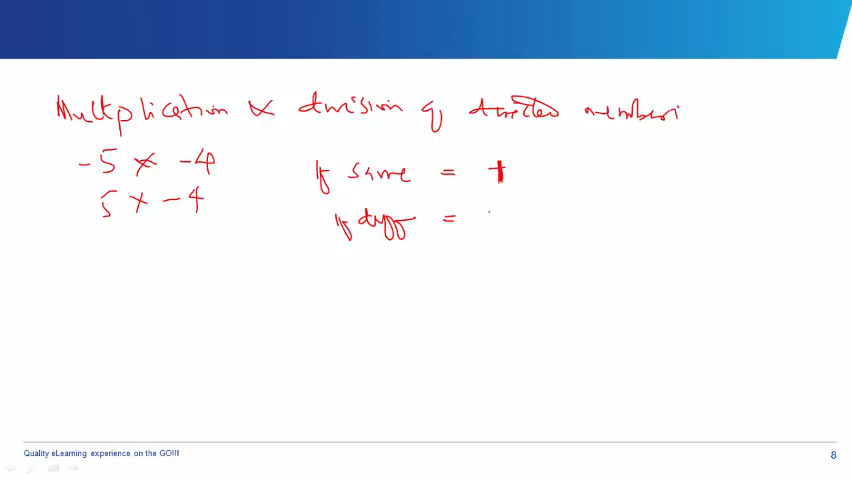 Multplication & division of directed numbers
-5 × -4
If same = +
5 × -4
If diff =
Quality eLearning experience on the GO!!!
8